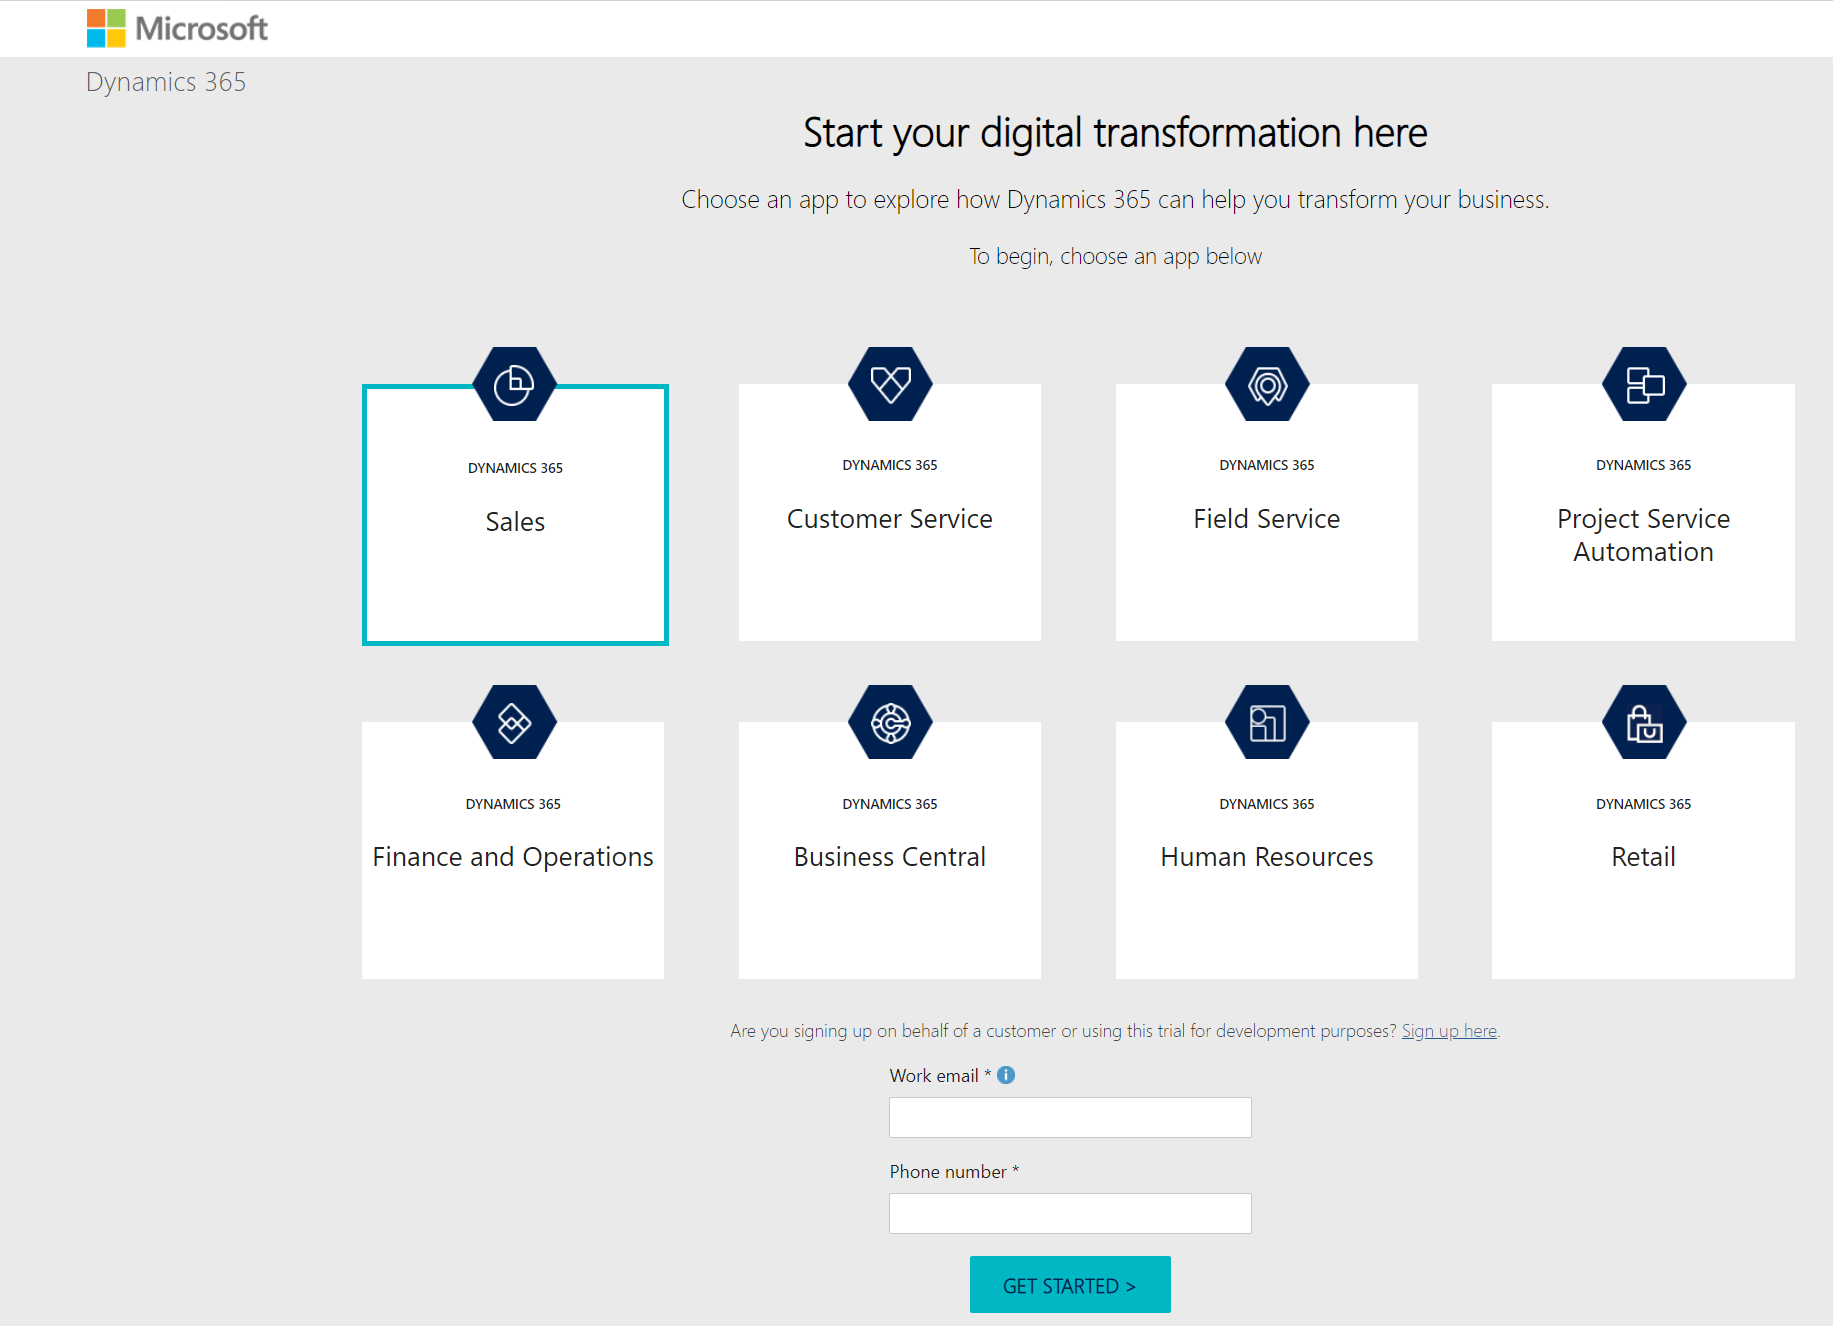 Microsoft
Dynamics 365
Start your digital transformation here
Choose an app to explore how Dynamics 365 can help you transform your business.
To begin, choose an app below
DYNAMICS 365
Sales
DYNAMICS 365
Customer Service
DYNAMICS 365
Field Service
DYNAMICS 365
Project Service
Automation
DYNAMICS 365
Finance and Operations
DYNAMICS 365
Business Central
DYNAMICS 365
Human Resources
DYNAMICS 365
Retail
Are you signing up on behalf of a customer or using this trial for development purposes? Sign up here.
Work email *
Phone number *
GET STARTED >